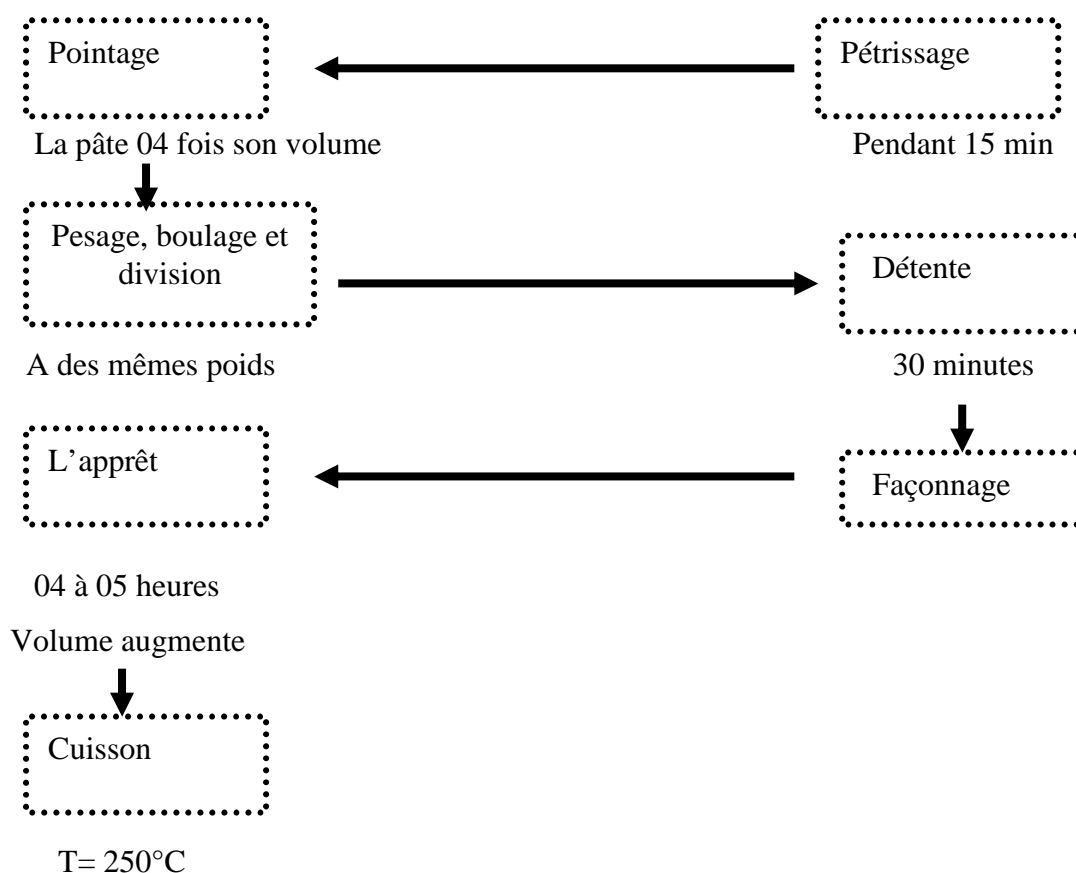 Pointage
Pétrissage
La pâte 04 fois son volume
Pendant 15 min
Pesage, boulage et
division
Détente
A des mêmes poids
30 minutes
L'apprêt
Façonnage
04 à 05 heures
Volume augmente
Cuisson
T= 250°C